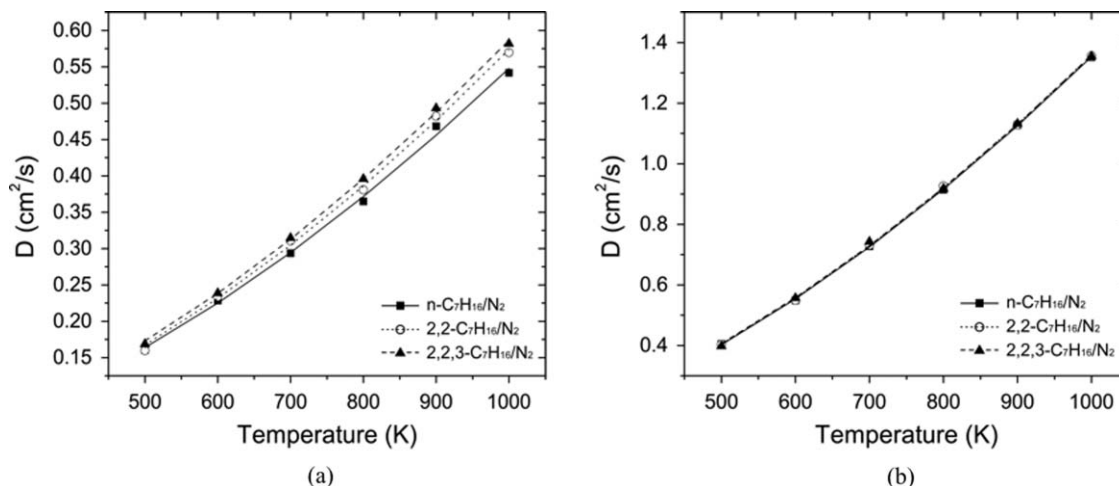 0.60
0.55
0.50
0.45
0.40
0.35
0.30
0.25
0.20
0.15
D (cm²/s)
n-C₇H₁₆/N₂
2,2-C₇H₁₆/N₂
2,2,3-C₇H₁₆/N₂
500 600 700 800 900 1000
Temperature (K)
(a)
1.4
1.2
1.0
0.8
0.6
0.4
D (cm²/s)
n-C₇H₁₆/N₂
2,2-C₇H₁₆/N₂
2,2,3-C₇H₁₆/N₂
500 600 700 800 900 1000
Temperature (K)
(b)